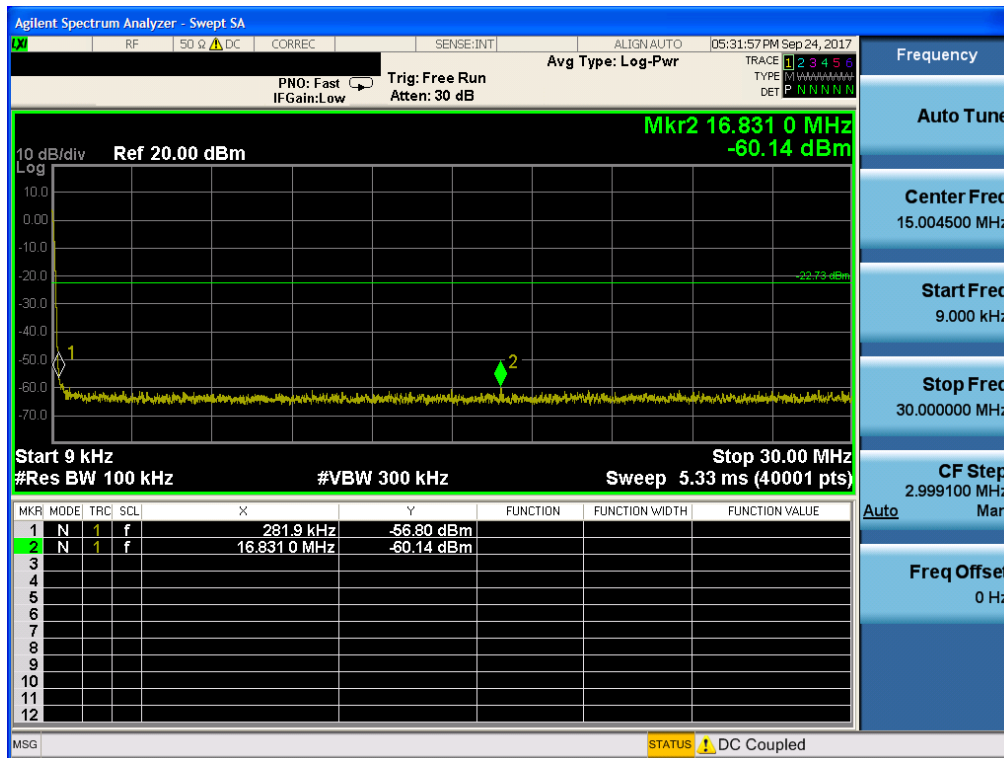 Agilent Spectrum Analyzer - Swept SA
LXI RF 50 Ω DC CORREC SENSE:INT ALIGN AUTO 05:31:57 PM Sep 24, 2017
Frequency
PNO: Fast
IFGain:Low
Trig: Free Run
Atten: 30 dB
Avg Type: Log-Pwr
TRACE 1 2 3 4 5 6
TYPE M WWWWW
DET P N N N N N
Auto Tune
Mkr2 16.831 0 MHz
-60.14 dBm
10 dB/div Ref 20.00 dBm
Log
10.0
0.00
-10.0
-20.0
-30.0
-40.0
-50.0
-60.0
-70.0
-22.73 dBm
1
2
Start 9 kHz Stop 30.00 MHz
#Res BW 100 kHz #VBW 300 kHz Sweep 5.33 ms (40001 pts)
Center Freq
15.004500 MHz
Start Freq
9.000 kHz
Stop Freq
30.000000 MHz
CF Step
2.999100 MHz
Auto Man
Freq Offset
0 Hz
MKR MODE TRC SCL X Y FUNCTION FUNCTION WIDTH FUNCTION VALUE
1 N 1 f 281.9 kHz -56.80 dBm
2 N 1 f 16.831 0 MHz -60.14 dBm
3
4
5
6
7
8
9
10
11
12
MSG STATUS DC Coupled